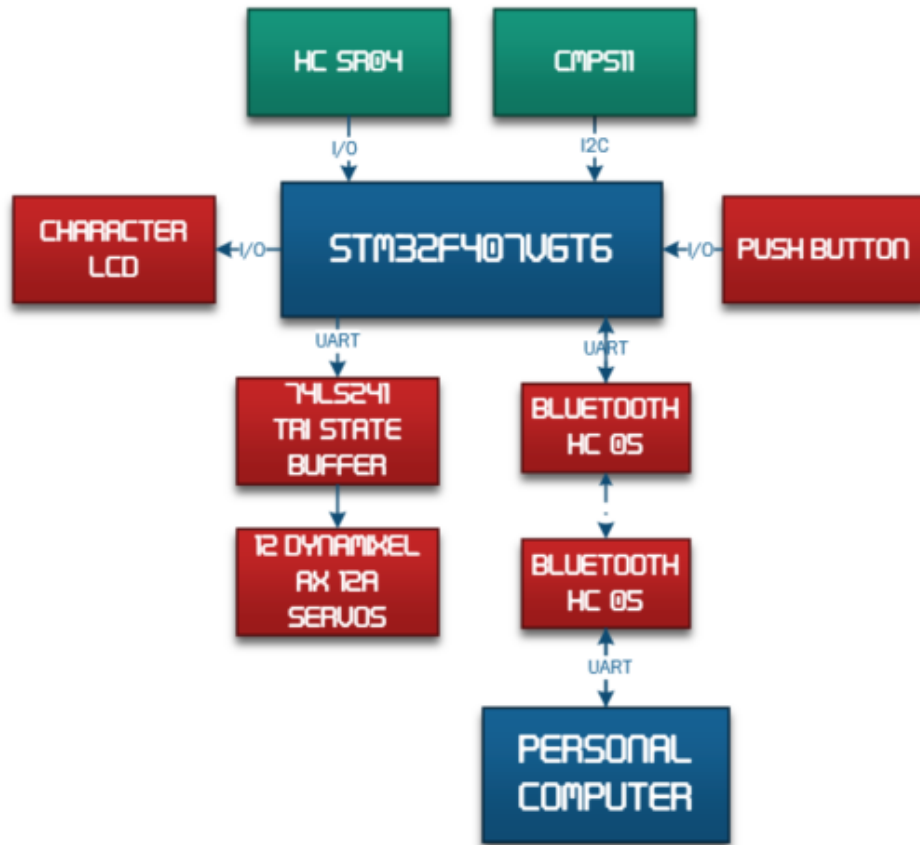 HC SR04
CMPS11
I/O
I2C
CHARACTER
LCD
I/O
STM32F407VGT6
I/O
PUSH BUTTON
UART
UART
74LS241
TRI STATE
BUFFER
BLUETOOTH
HC 05
12 DYNAMIXEL
AX 12A
SERVOS
BLUETOOTH
HC 05
UART
PERSONAL
COMPUTER